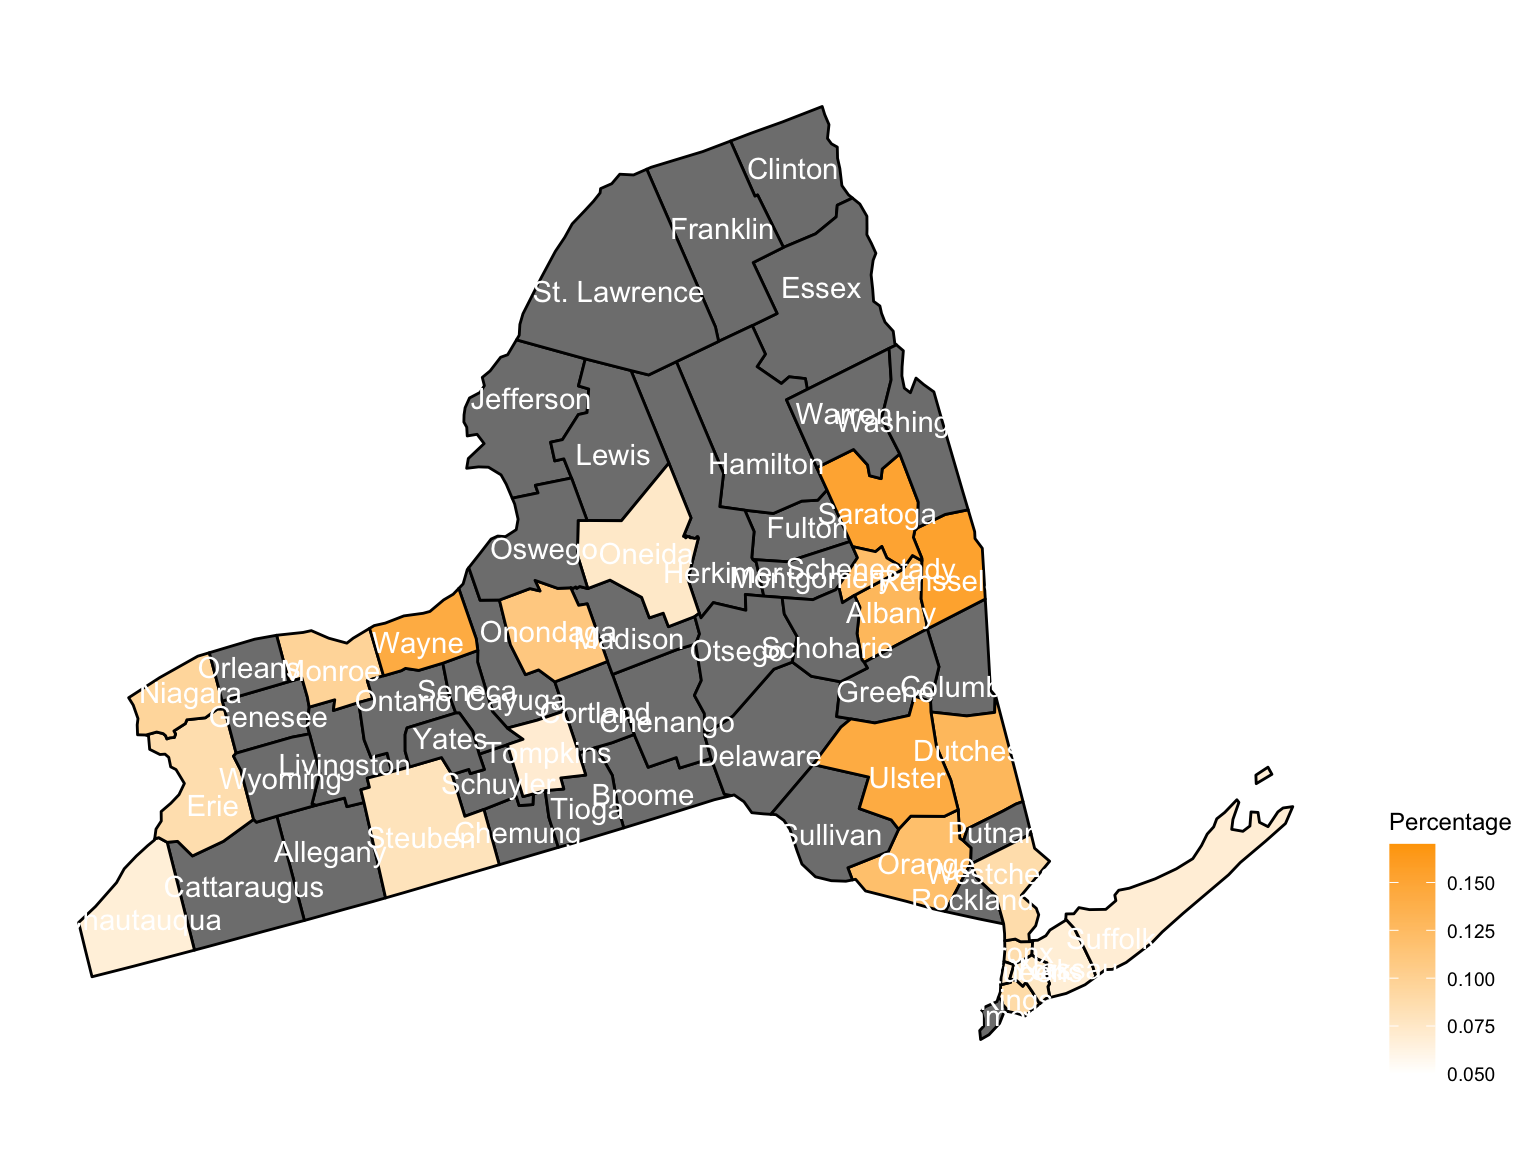 Clinton
Franklin
Essex
St. Lawrence
Jefferson
Warren
Washing
Lewis
Hamilton
Saratoga
Fulton
Oswego
Oneida
Herkimer
Montgomery
Schenectady
Renssel
Albany
Onondaga
Madison
Wayne
Otsego
Schoharie
Orleans
Monroe
Niagara
Genesee
Ontario
Seneca
Cayuga
Cortland
Chenango
Greene
Columb
Yates
Tompkins
Delaware
Dutches
Livingston
Wyoming
Schuyler
Ulster
Erie
Tioga
Broome
Steuben
Chemung
Sullivan
Putnam
Allegany
Orange
Westches
Cattaraugus
Rockland
hautauqua
Suffolk
Percentage
0.150
0.125
0.100
0.075
0.050